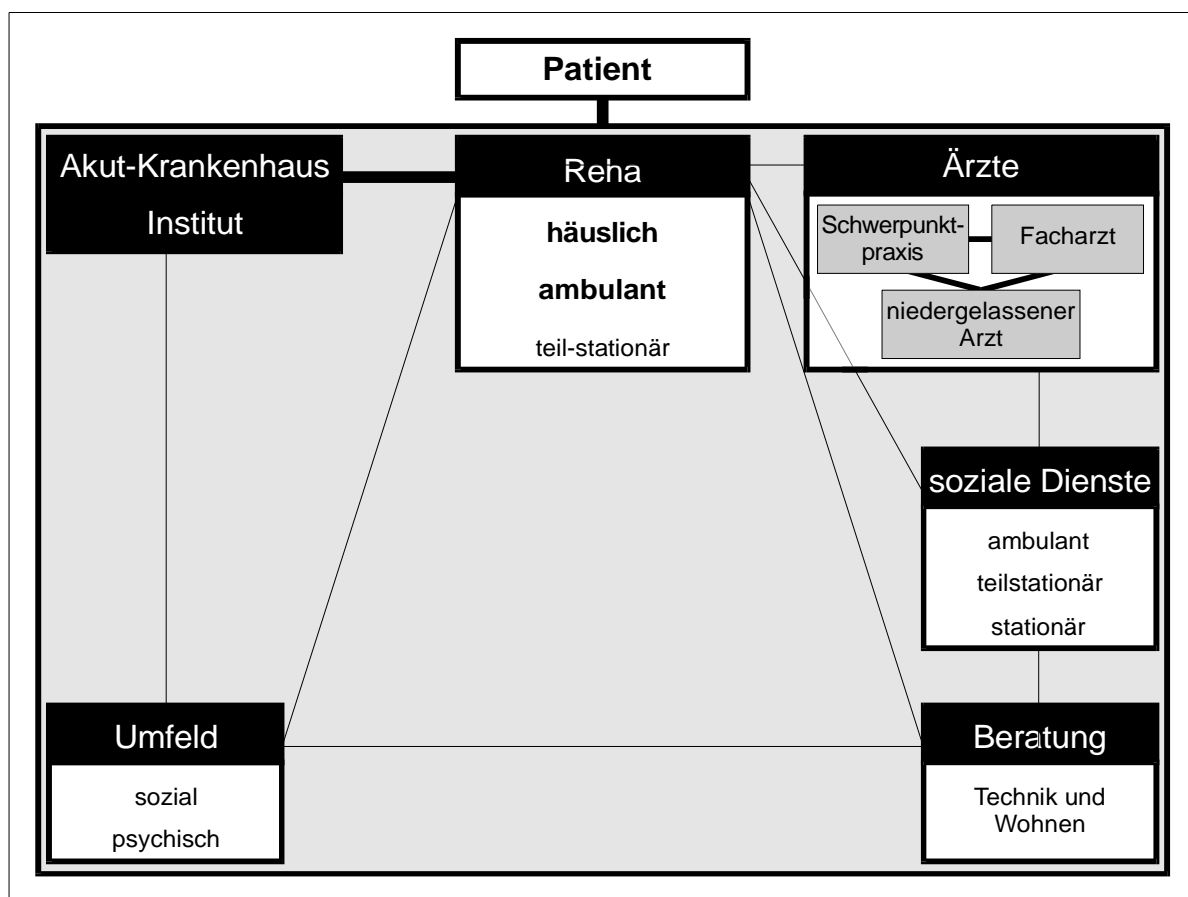 Patient
Akut-Krankenhaus
Institut
Reha
häuslich
ambulant
teil-stationär
Ärzte
Schwerpunkt-
praxis
Facharzt
niedergelassener
Arzt
soziale Dienste
ambulant
teilstationär
stationär
Umfeld
sozial
psychisch
Beratung
Technik und
Wohnen